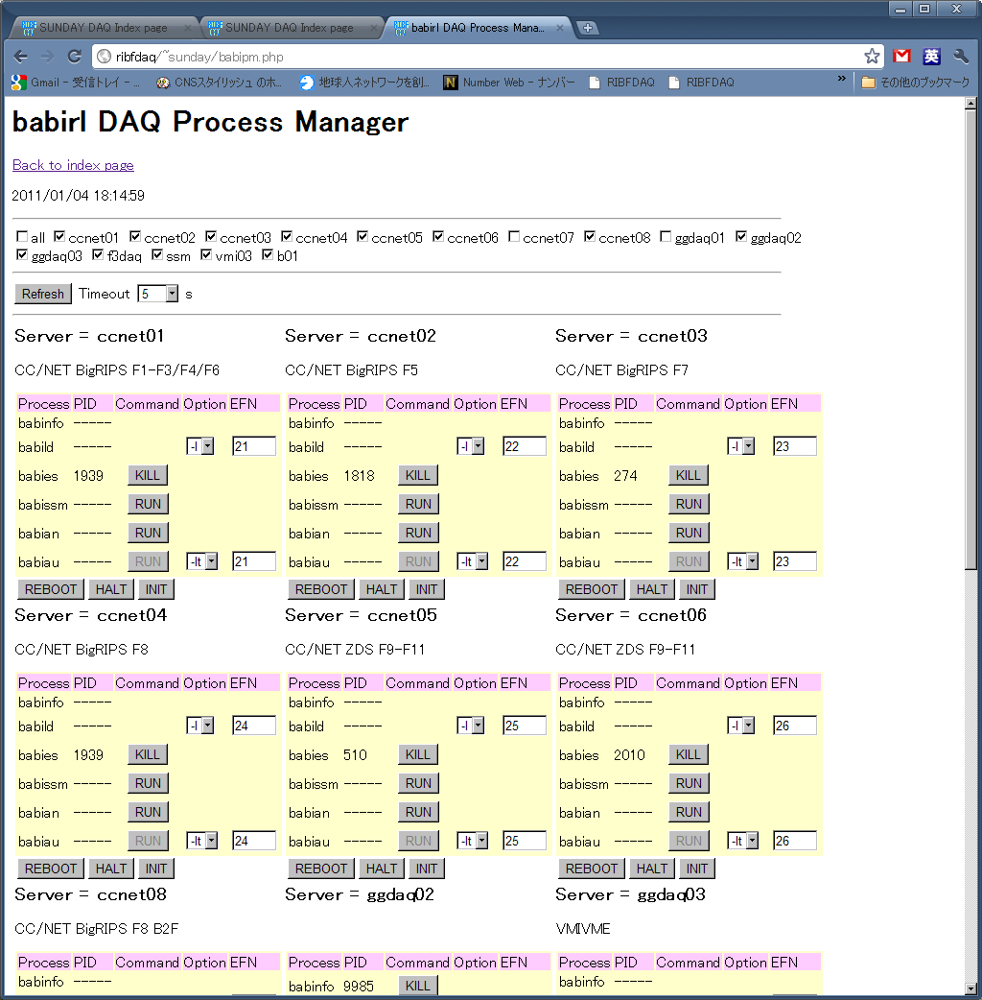 SUNDAY DAQ Index page SUNDAY DAQ Index page babirl DAQ Process Mana...
ribfdaq/~sunday/babipm.php 英
Gmail - 受信トレイ - ... CNSスタイリッシュ のホ... 地球人ネットワークを創... Number Web - ナンバー RIBFDAQ RIBFDAQ » その他のブックマーク
babirl DAQ Process Manager
Back to index page
2011/01/04 18:14:59
all ccnet01 ccnet02 ccnet03 ccnet04 ccnet05 ccnet06 ccnet07 ccnet08 ggdaq01 ggdaq02
ggdaq03 f3daq ssm vmi03 b01
Refresh Timeout 5 s
Server = ccnet01 Server = ccnet02 Server = ccnet03
CC/NET BigRIPS F1-F3/F4/F6 CC/NET BigRIPS F5 CC/NET BigRIPS F7
Process PID Command Option EFN Process PID Command Option EFN Process PID Command Option EFN
babinfo ----- babinfo ----- babinfo -----
babild ----- -l 21 babild ----- -l 22 babild ----- -l 23
babies 1939 KILL babies 1818 KILL babies 274 KILL
babissm ----- RUN babissm ----- RUN babissm ----- RUN
babian ----- RUN babian ----- RUN babian ----- RUN
babiau ----- RUN -lt 21 babiau ----- RUN -lt 22 babiau ----- RUN -lt 23
REBOOT HALT INIT REBOOT HALT INIT REBOOT HALT INIT
Server = ccnet04 Server = ccnet05 Server = ccnet06
CC/NET BigRIPS F8 CC/NET ZDS F9-F11 CC/NET ZDS F9-F11
Process PID Command Option EFN Process PID Command Option EFN Process PID Command Option EFN
babinfo ----- babinfo ----- babinfo -----
babild ----- -l 24 babild ----- -l 25 babild ----- -l 26
babies 1939 KILL babies 510 KILL babies 2010 KILL
babissm ----- RUN babissm ----- RUN babissm ----- RUN
babian ----- RUN babian ----- RUN babian ----- RUN
babiau ----- RUN -lt 24 babiau ----- RUN -lt 25 babiau ----- RUN -lt 26
REBOOT HALT INIT REBOOT HALT INIT REBOOT HALT INIT
Server = ccnet08 Server = ggdaq02 Server = ggdaq03
CC/NET BigRIPS F8 B2F VMIVME
Process PID Command Option EFN Process PID Command Option EFN Process PID Command Option EFN
babinfo ----- babinfo 9985 KILL babinfo -----